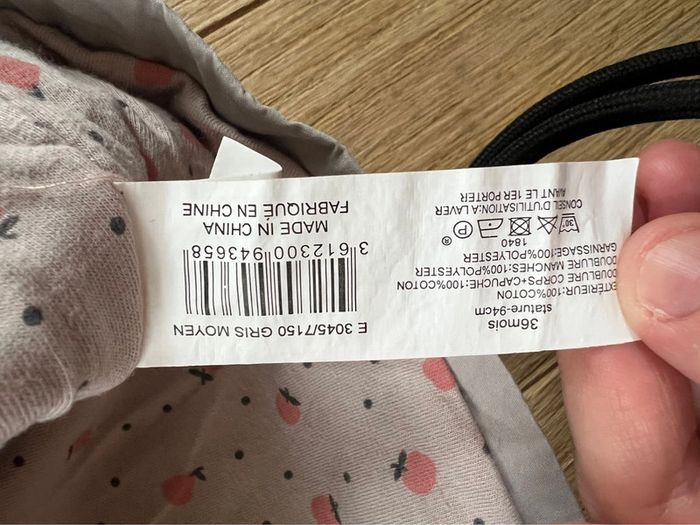 36mois
stature-94cm
EXTÉRIEUR:100%COTON
DOUBLURE CORPS+CAPUCHE:100%COTON
DOUBLURE MANCHES:100%POLYESTER
GARNISSAGE:100%POLYESTER
1840
30° P ®
CONSEIL D'UTILISATION:A LAVER
AVANT LE 1ER PORTER
E 3045/7150 GRIS MOYEN
3 612300 943658
MADE IN CHINA
FABRIQUÉ EN CHINE